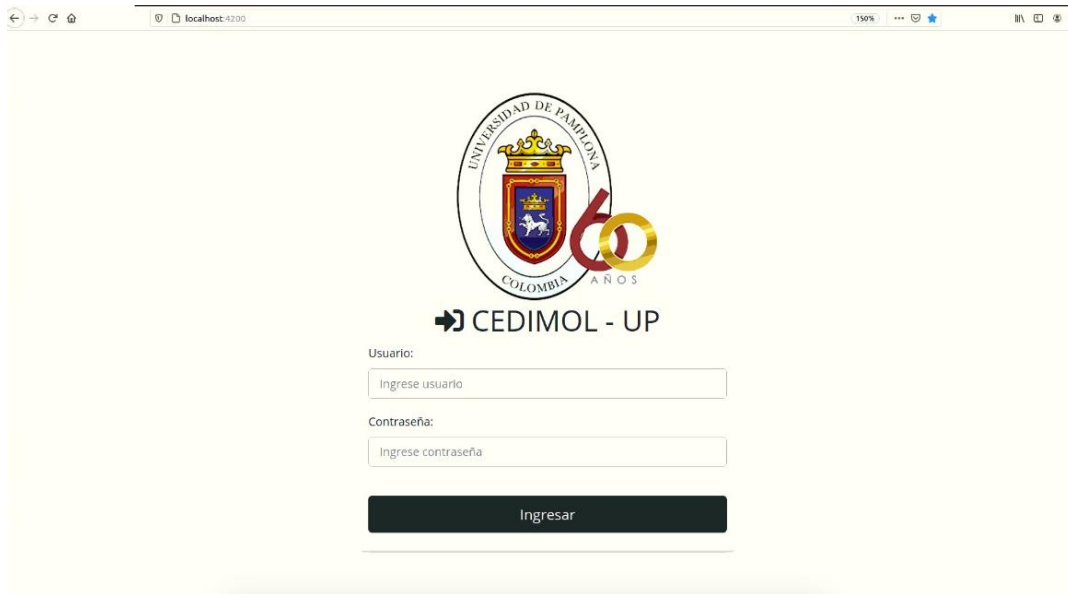 localhost:4200
150%
UNIVERSIDAD DE PAMPLONA
COLOMBIA
60
AÑOS
CEDIMOL - UP
Usuario:
Ingrese usuario
Contraseña:
Ingrese contraseña
Ingresar